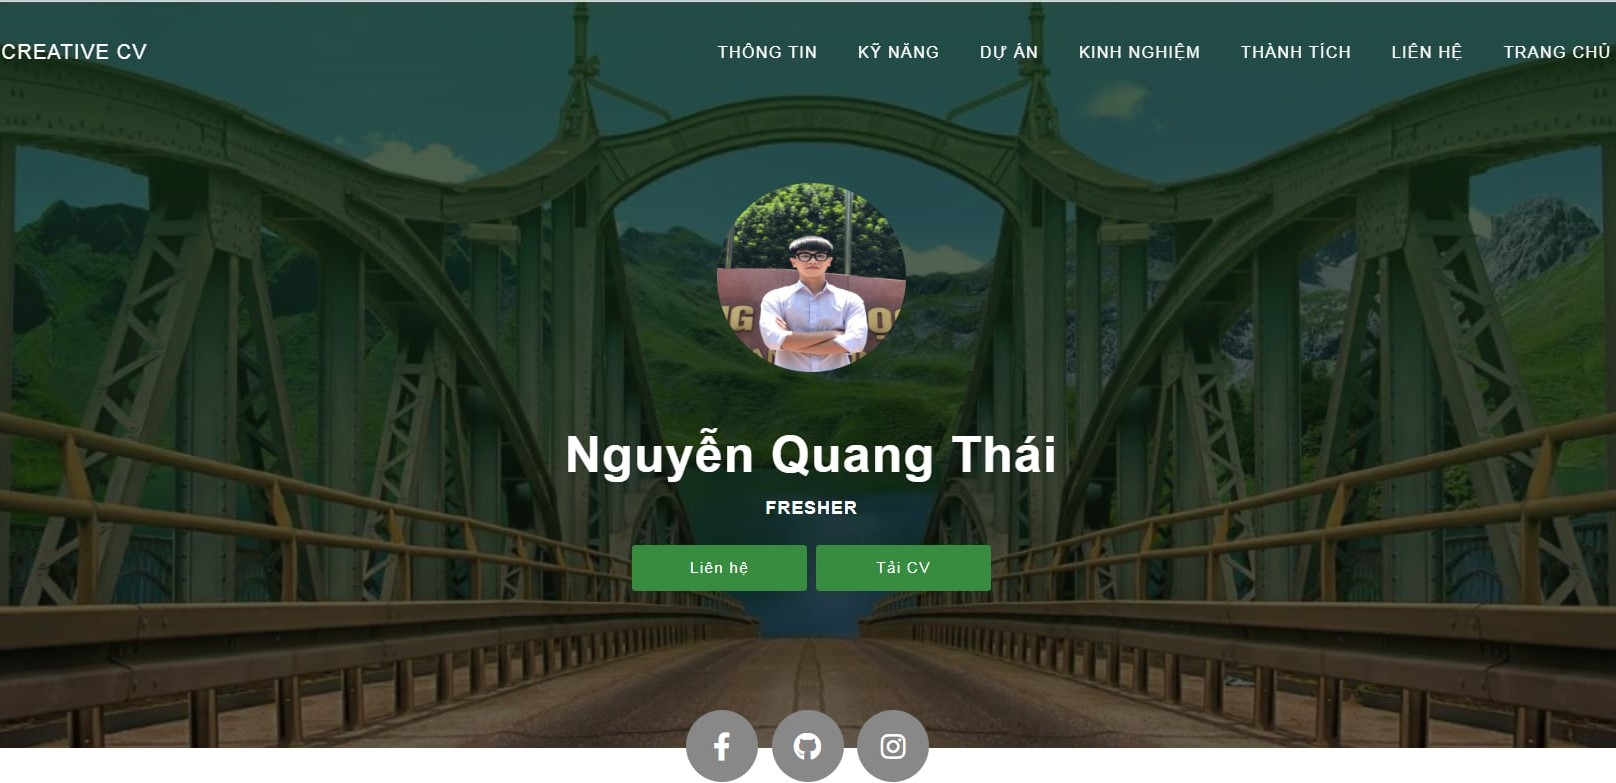 CREATIVE CV
THÔNG TIN
KỸ NĂNG
DỰ ÁN
KINH NGHIỆM
THÀNH TÍCH
LIÊN HỆ
TRANG CHỦ
Nguyễn Quang Thái
FRESHER
Liên hệ
Tải CV